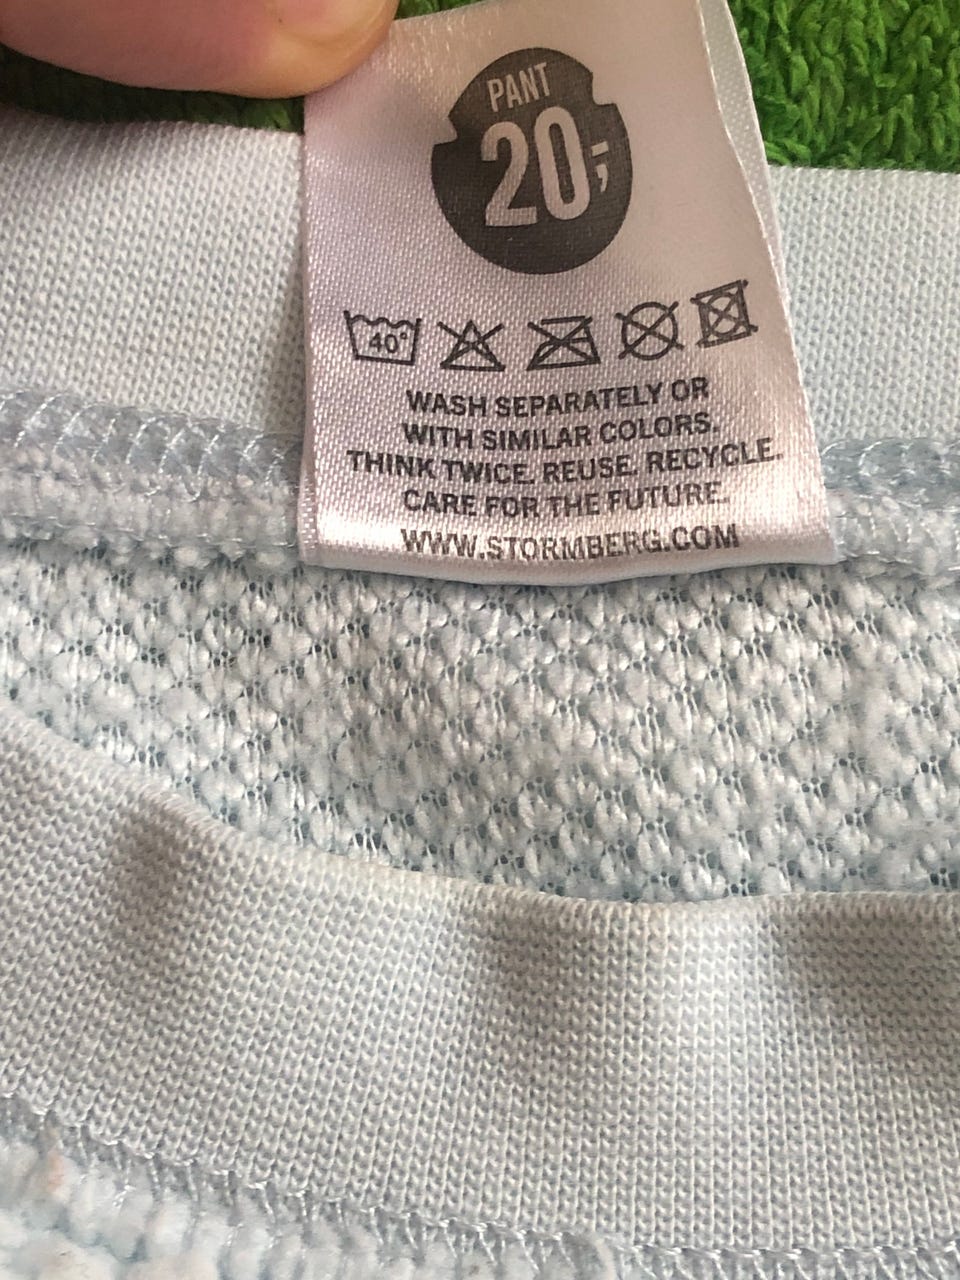 PANT
20,-
40°
WASH SEPARATELY OR
WITH SIMILAR COLORS.
THINK TWICE. REUSE. RECYCLE.
CARE FOR THE FUTURE.
WWW.STORMBERG.COM